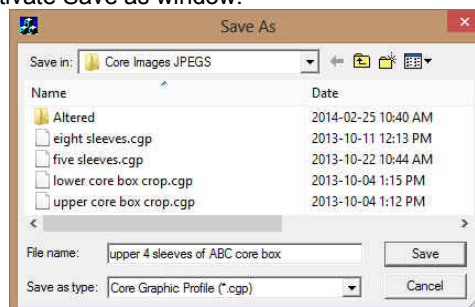 tivate Save as window.
Save As
Save in: Core Images JPEGS
Name Date
Altered 2014-02-25 10:40 AM
eight sleeves.cgp 2013-10-11 12:13 PM
five sleeves.cgp 2013-10-22 10:44 AM
lower core box crop.cgp 2013-10-04 1:15 PM
upper core box crop.cgp 2013-10-04 1:12 PM
File name: upper 4 sleeves of ABC core box Save
Save as type: Core Graphic Profile (*.cgp) Cancel